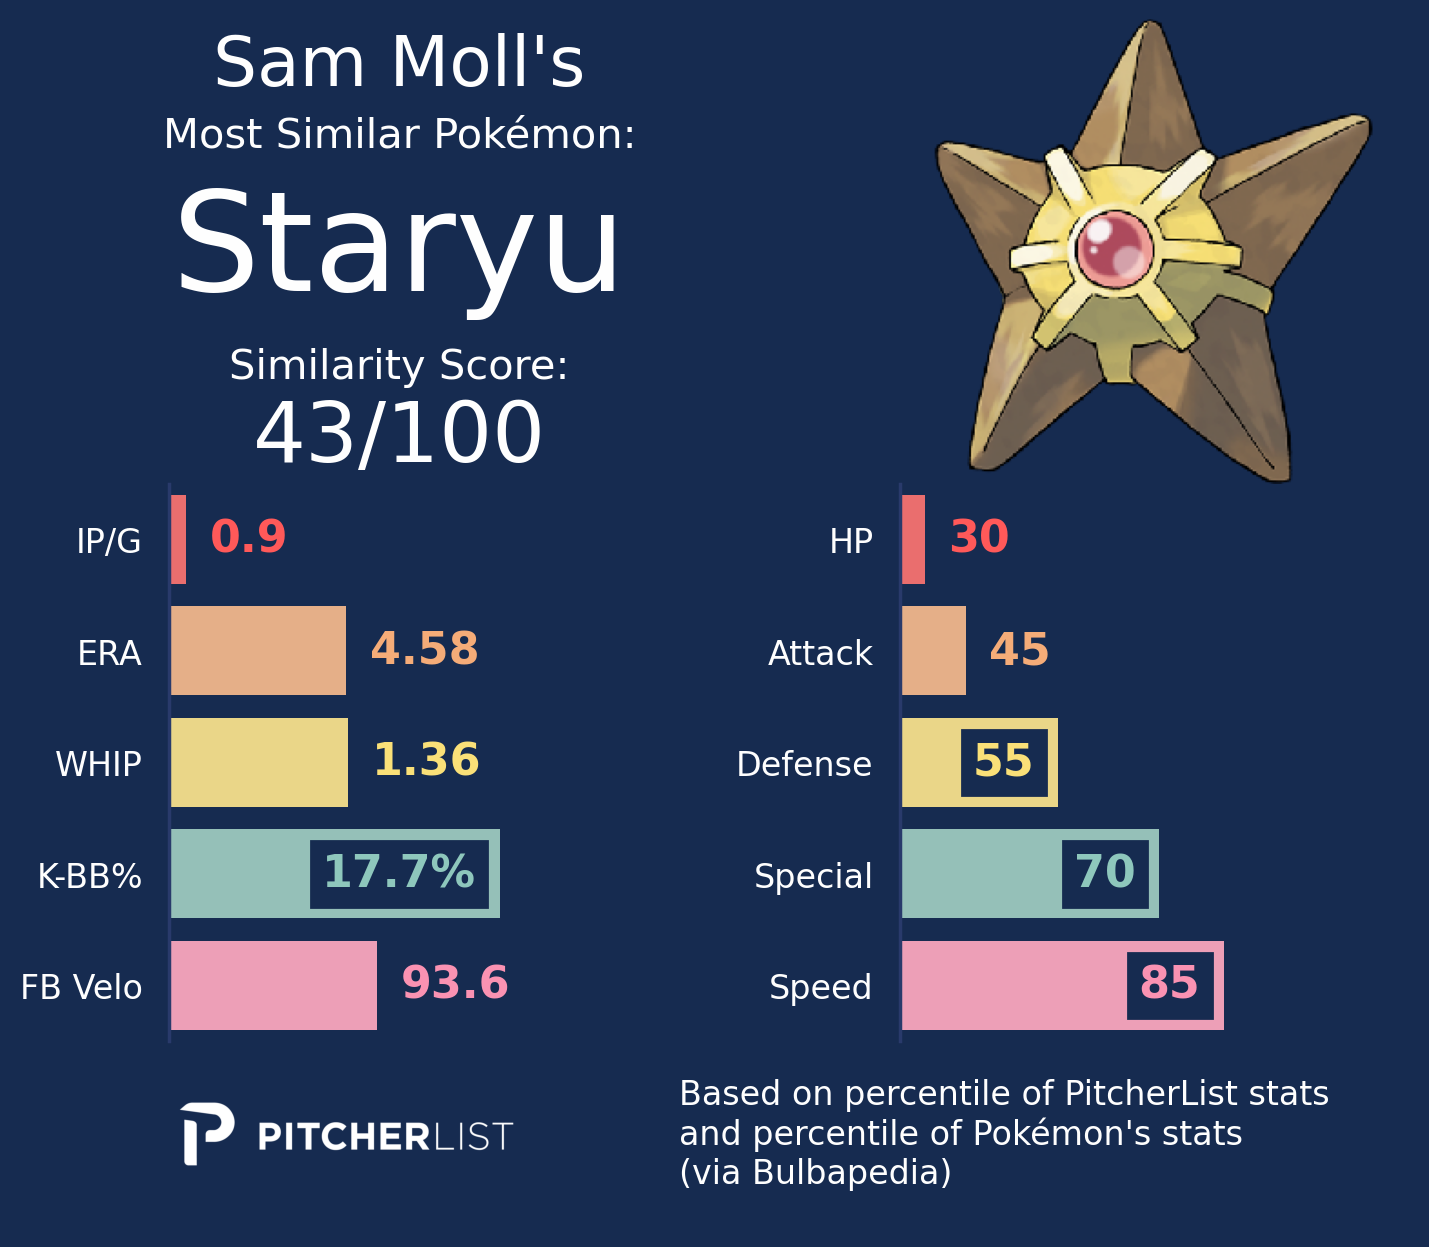 Sam Moll's
Most Similar Pokémon:
Staryu
Similarity Score:
43/100
IP/G 0.9
ERA 4.58
WHIP 1.36
K-BB% 17.7%
FB Velo 93.6
HP 30
Attack 45
Defense 55
Special 70
Speed 85
PITCHERLIST
Based on percentile of PitcherList stats
and percentile of Pokémon's stats
(via Bulbapedia)